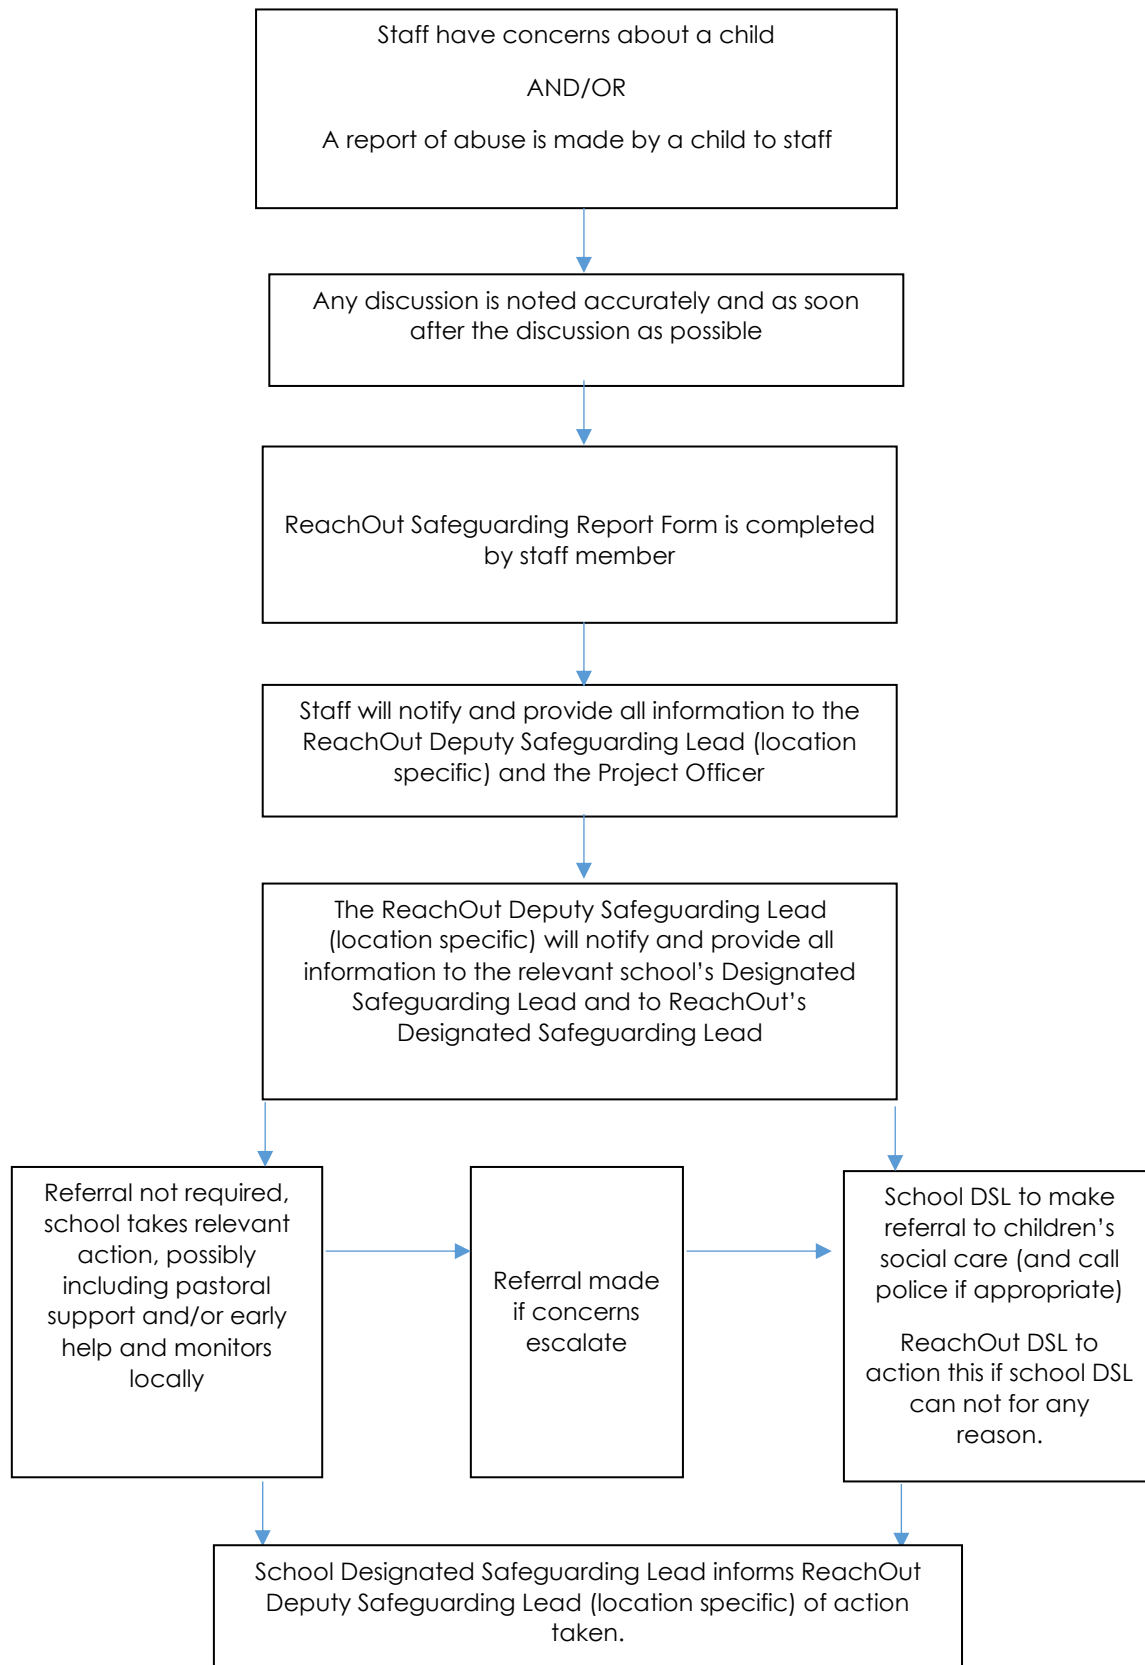 Staff have concerns about a child
AND/OR
A report of abuse is made by a child to staff
Any discussion is noted accurately and as soon
after the discussion as possible
ReachOut Safeguarding Report Form is completed
by staff member
Staff will notify and provide all information to the
ReachOut Deputy Safeguarding Lead (location
specific) and the Project Officer
The ReachOut Deputy Safeguarding Lead
(location specific) will notify and provide all
information to the relevant school’s Designated
Safeguarding Lead and to ReachOut’s
Designated Safeguarding Lead
Referral not required,
school takes relevant
action, possibly
including pastoral
support and/or early
help and monitors
locally
Referral made
if concerns
escalate
School DSL to make
referral to children’s
social care (and call
police if appropriate)
ReachOut DSL to
action this if school DSL
can not for any
reason.
School Designated Safeguarding Lead informs ReachOut
Deputy Safeguarding Lead (location specific) of action
taken.